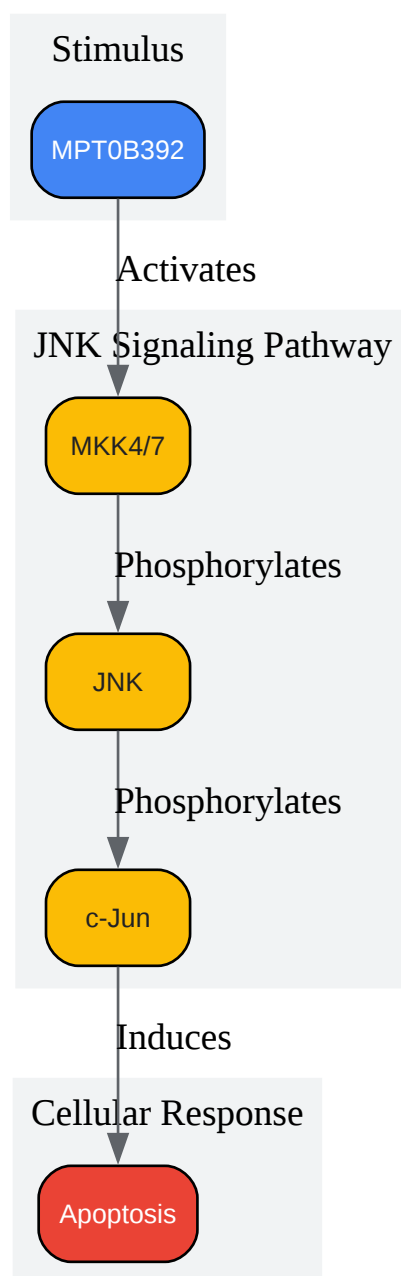 Stimulus
MPT0B392
Activates
JNK Signaling Pathway
MKK4/7
Phosphorylates
JNK
Phosphorylates
c-Jun
Induces
Cellular Response
Apoptosis